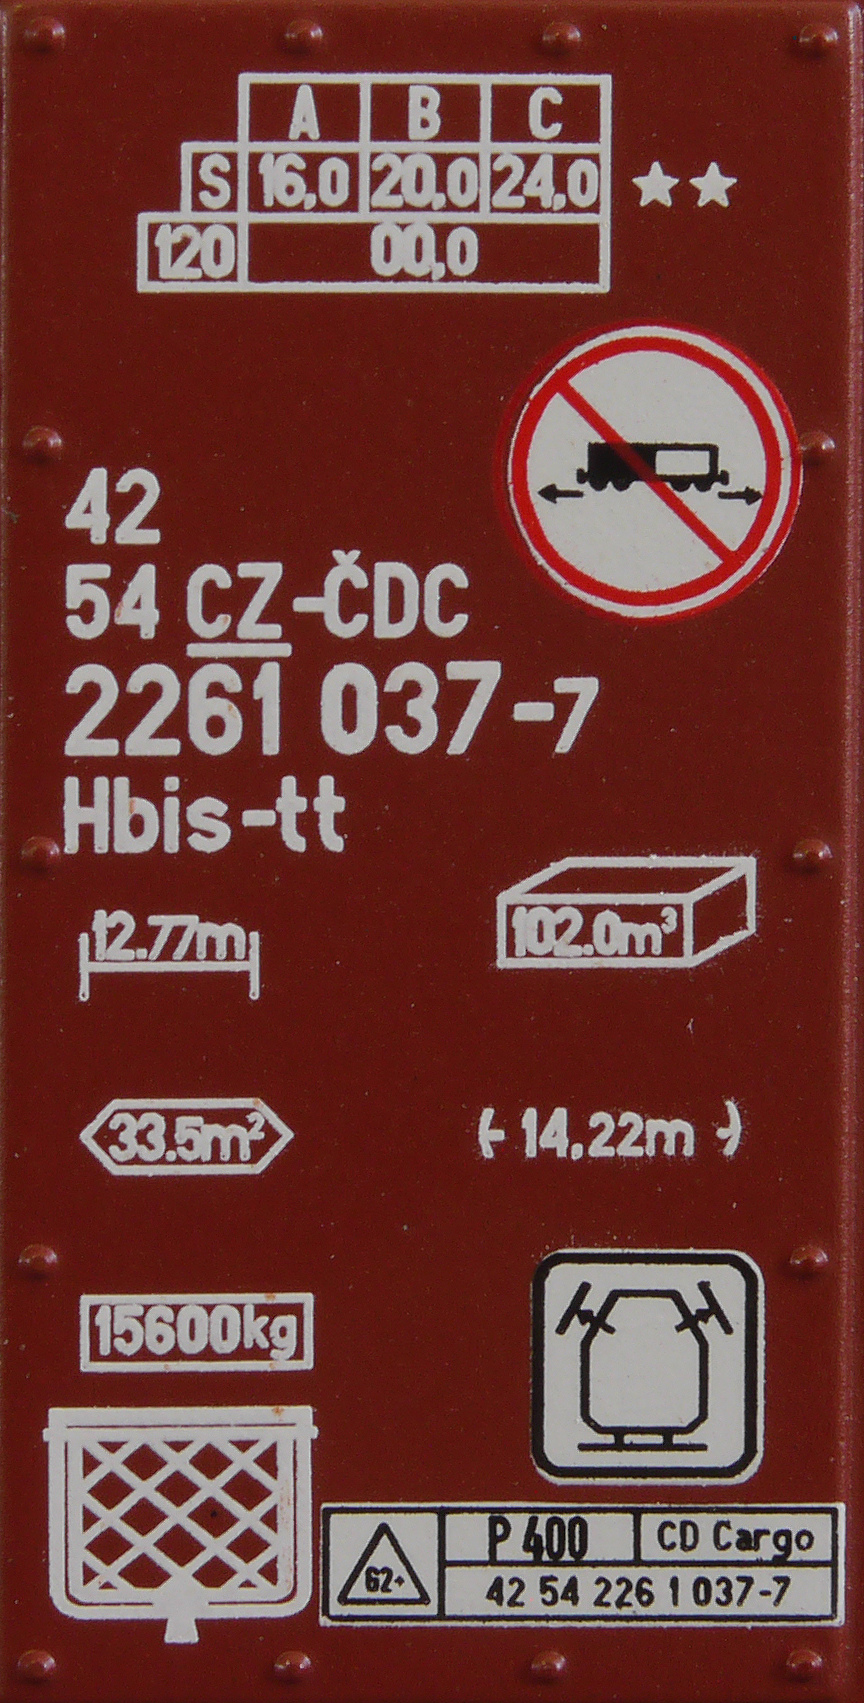 A B C
S 16,0 20,0 24,0 ★★
120 00,0
42
54 CZ-ČDC
2261 037-7
Hbis-tt
12.77m
102.0m³
33.5m²
(- 14,22m -)
15600kg
P 400 CD Cargo
62+
42 54 226 1 037-7